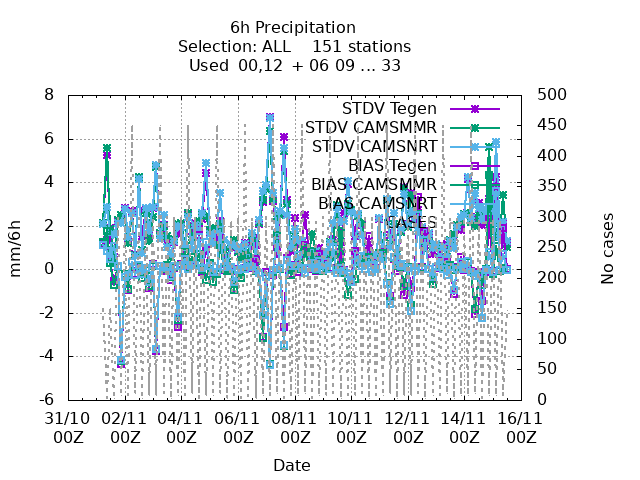 6h Precipitation
Selection: ALL    151 stations
Used  00,12  + 06 09 ... 33
8
6
4
2
0
-2
-4
-6
500
450
400
350
300
250
200
150
100
50
0
STDV Tegen
STDV CAMSMMR
STDV CAMSNRT
BIAS Tegen
BIAS CAMSMMR
BIAS CAMSNRT
CASES
mm/6h
No cases
31/10 02/11 04/11 06/11 08/11 10/11 12/11 14/11 16/11
00Z 00Z 00Z 00Z 00Z 00Z 00Z 00Z 00Z
Date